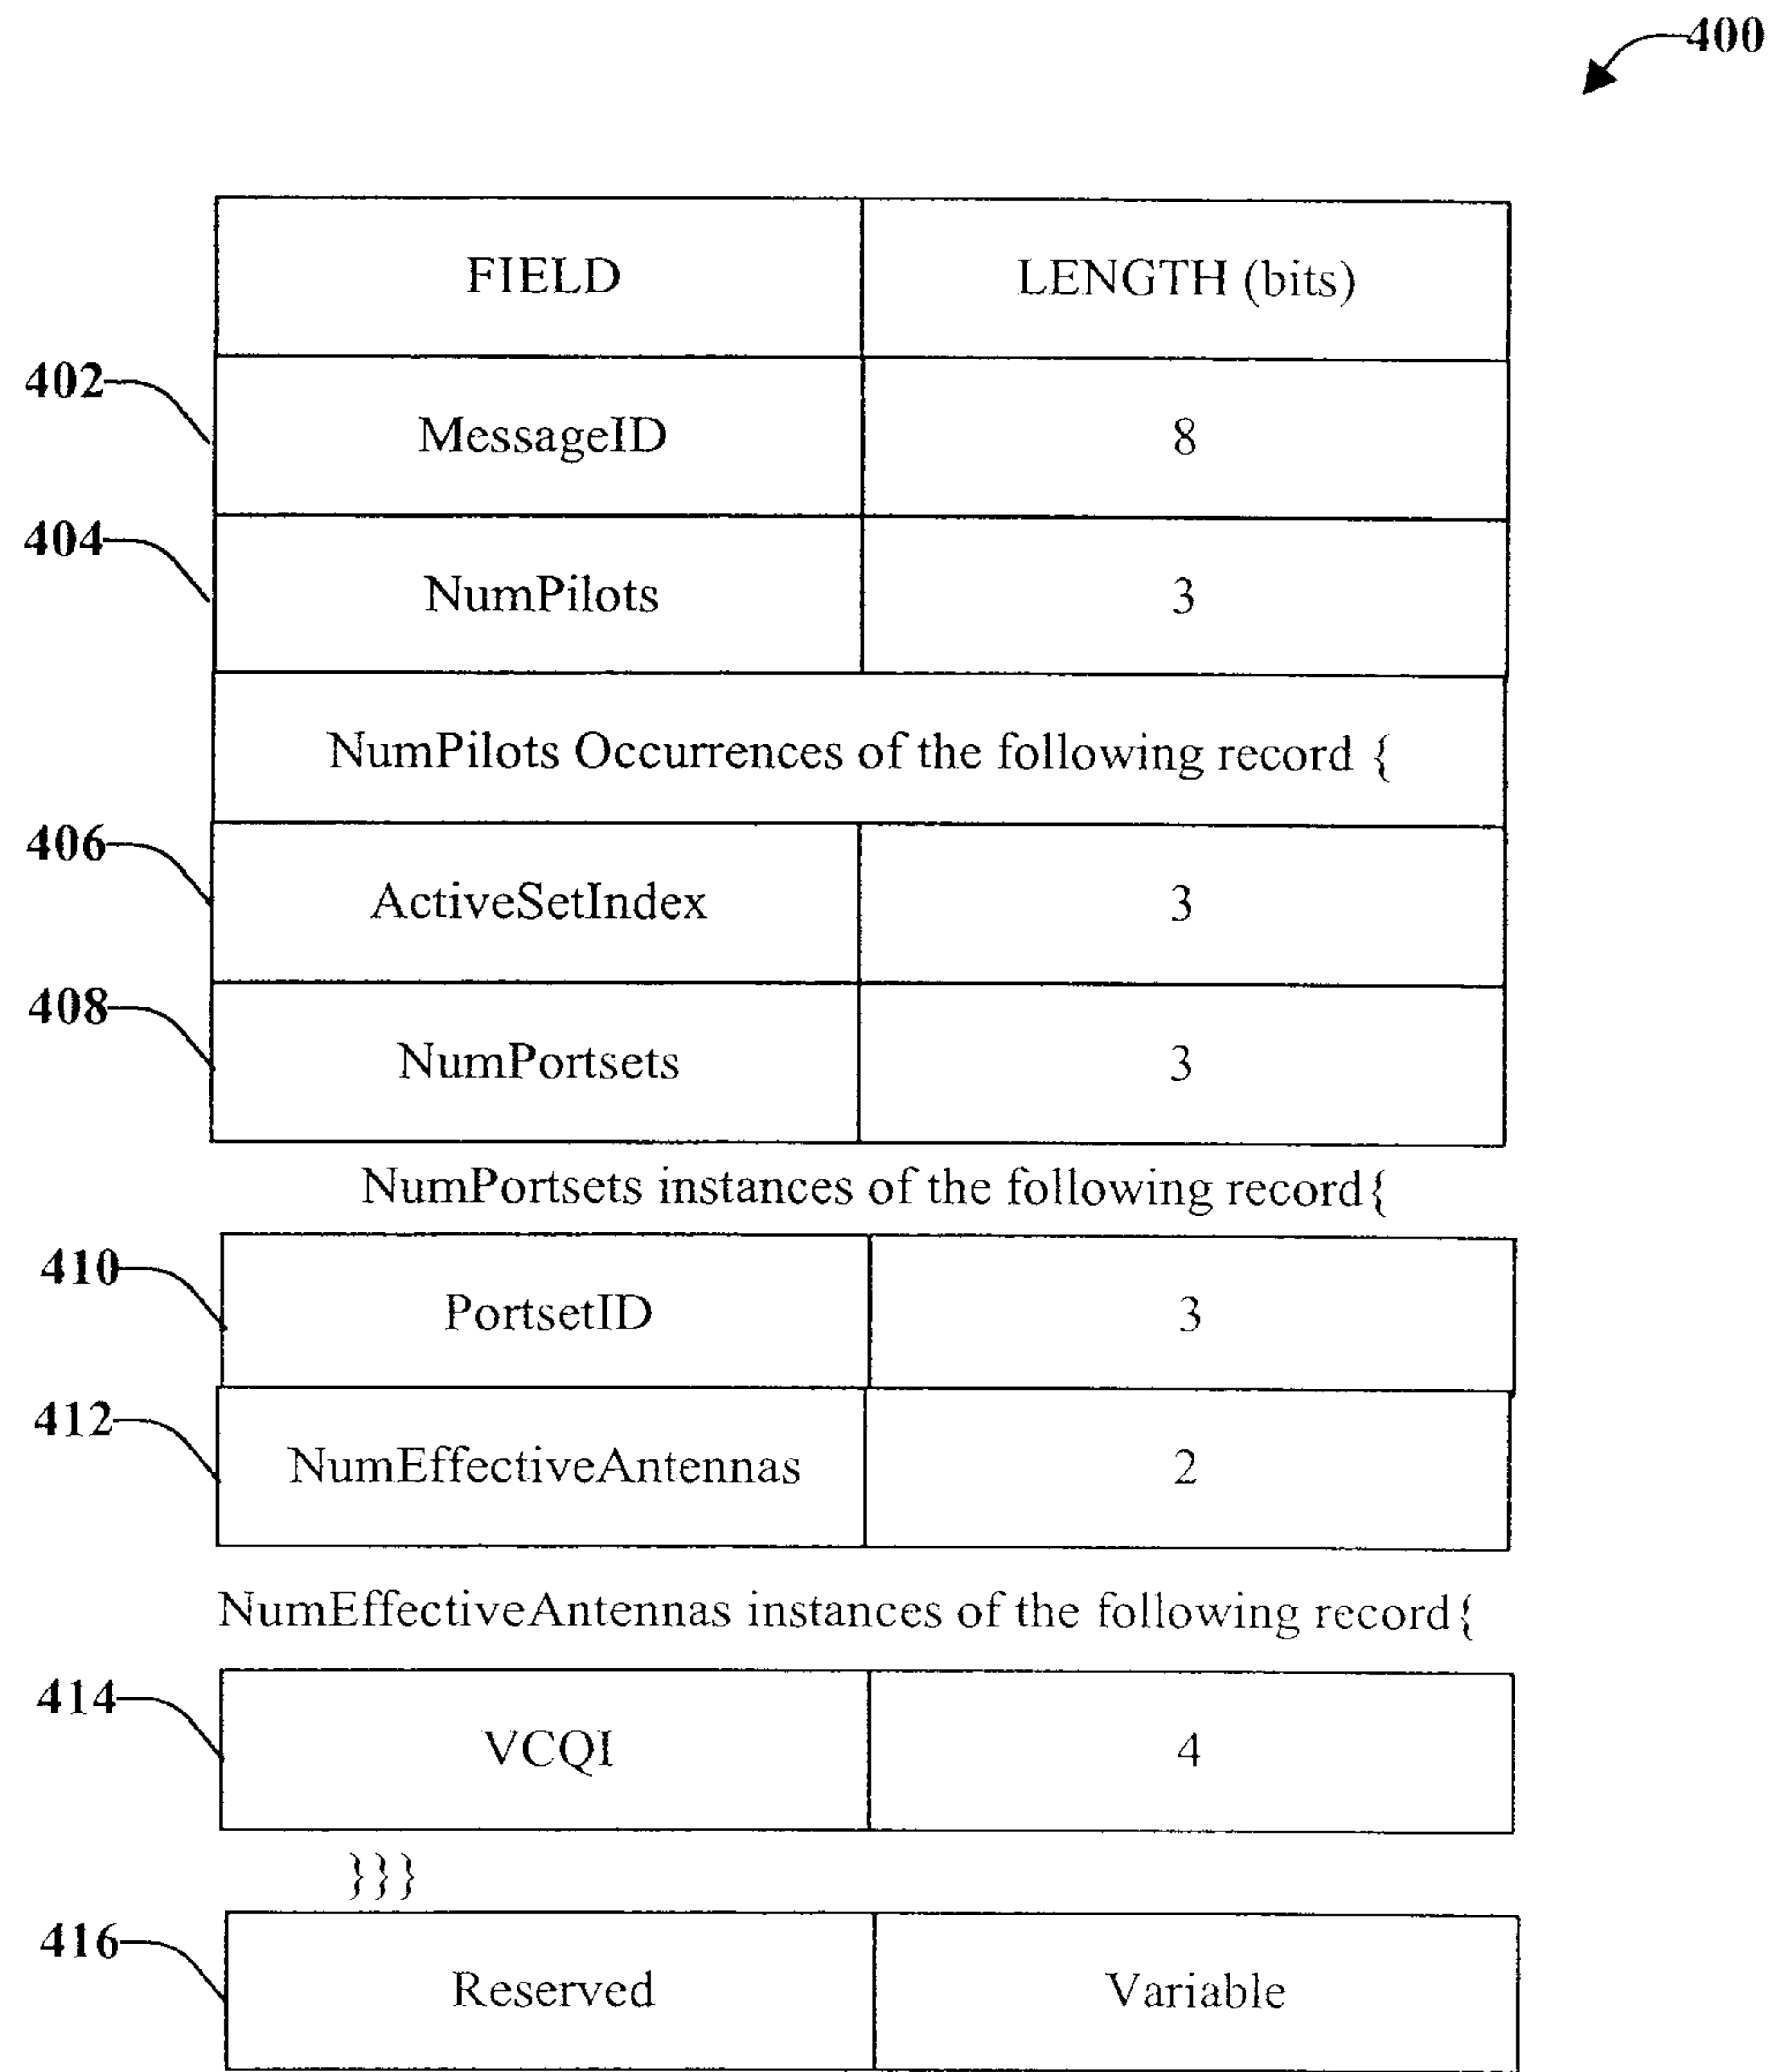 400
FIELD LENGTH (bits)
402 MessageID 8
404 NumPilots 3
NumPilots Occurrences of the following record {
406 ActiveSetIndex 3
408 NumPortsets 3
NumPortsets instances of the following record{
410 PortsetID 3
412 NumEffectiveAntennas 2
NumEffectiveAntennas instances of the following record{
414 VCQI 4
}}}
416 Reserved Variable